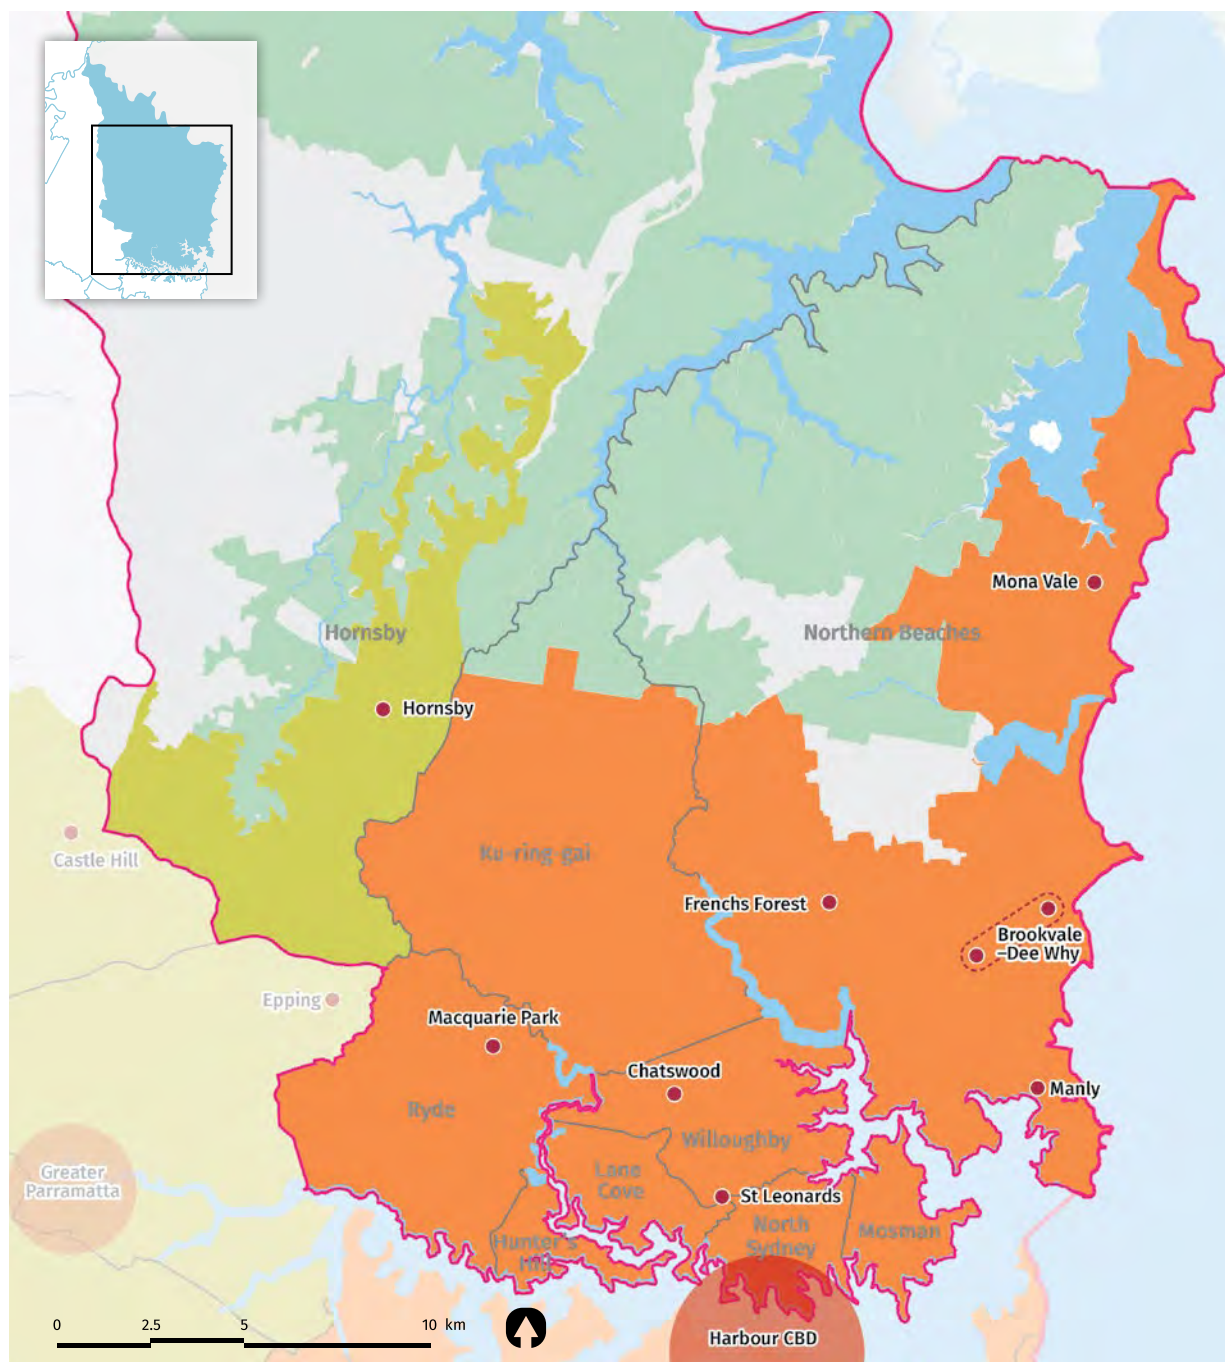 Mona Vale
Hornsby
Northern Beaches
Hornsby
Ku-ring-gai
Castle Hill
Frenchs Forest
Brookvale
–Dee Why
Epping
Macquarie Park
Chatswood
Manly
Ryde
Willoughby
Greater
Parramatta
Lane
Cove
St Leonards
North
Sydney
Mosman
Hunter's
Hill
Harbour CBD
0 2.5 5 10 km